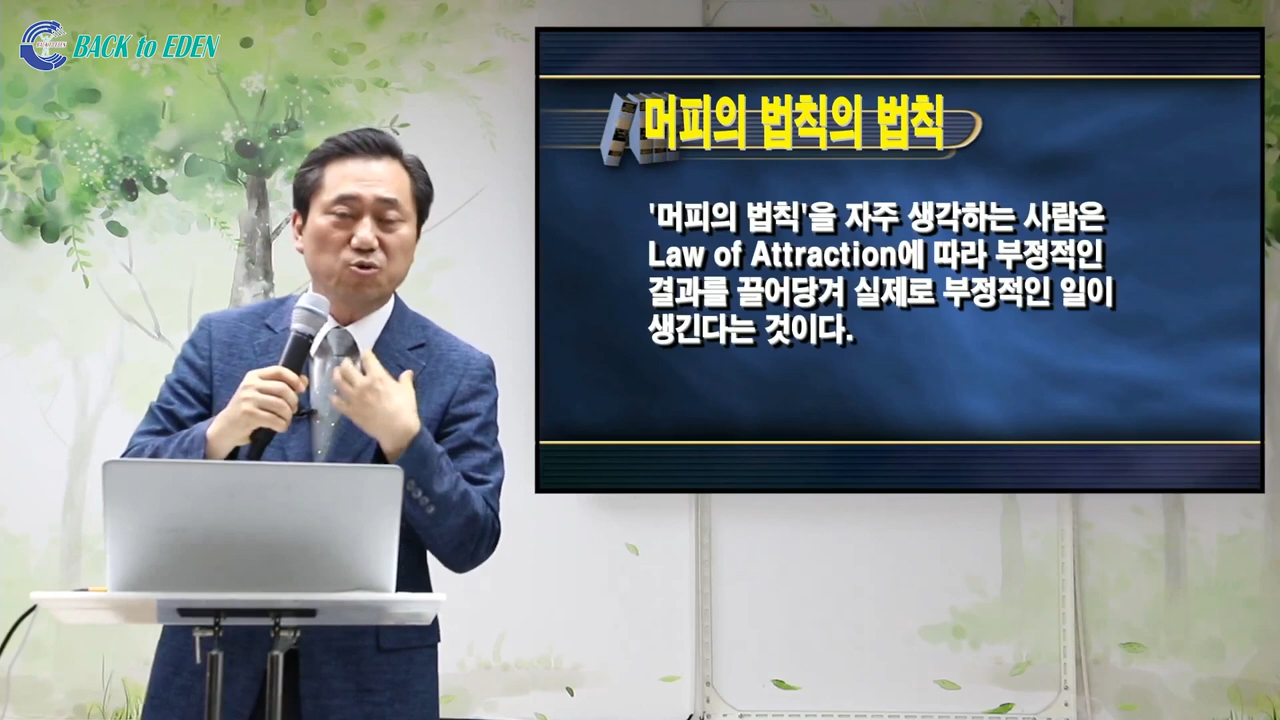 BACK to EDEN
머피의 법칙의 법칙
'머피의 법칙'을 자주 생각하는 사람은
Law of Attraction에 따라 부정적인
결과를 끌어당겨 실제로 부정적인 일이
생긴다는 것이다.